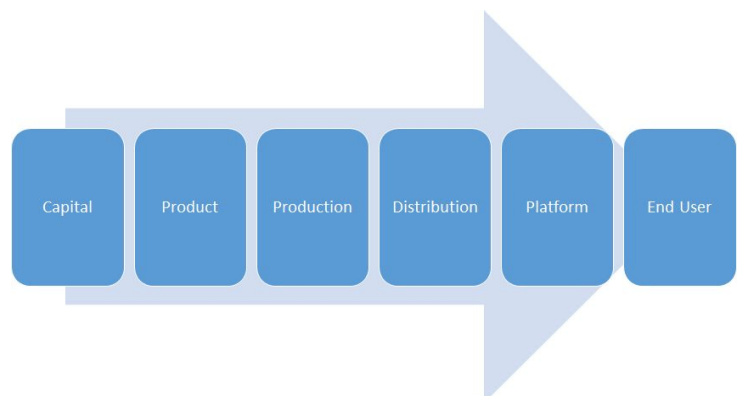 Capital
Product
Production
Distribution
Platform
End User